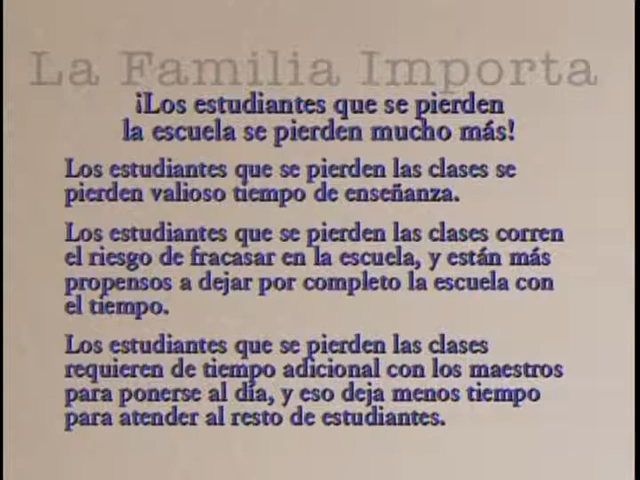 La Familia Importa
¡Los estudiantes que se pierden
la escuela se pierden mucho más!
Los estudiantes que se pierden las clases se
pierden valioso tiempo de enseñanza.
Los estudiantes que se pierden las clases corren
el riesgo de fracasar en la escuela, y están más
propensos a dejar por completo la escuela con
el tiempo.
Los estudiantes que se pierden las clases
requieren de tiempo adicional con los maestros
para ponerse al día, y eso deja menos tiempo
para atender al resto de estudiantes.